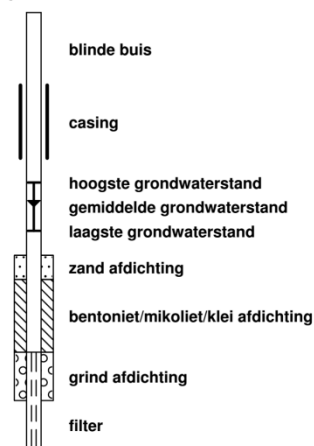 blinde buis
casing
hoogste grondwaterstand
gemiddelde grondwaterstand
laagste grondwaterstand
zand afdichting
bentoniet/mikoliet/klei afdichting
grind afdichting
filter